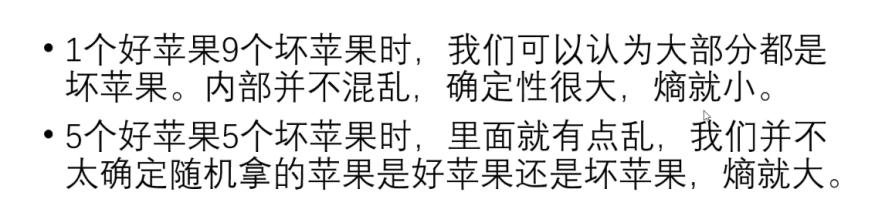 • 1个好苹果9个坏苹果时，我们可以认为大部分都是
坏苹果。内部并不混乱，确定性很大，熵就小。
• 5个好苹果5个坏苹果时，里面就有点乱，我们并不
太确定随机拿的苹果是好苹果还是坏苹果，熵就大。